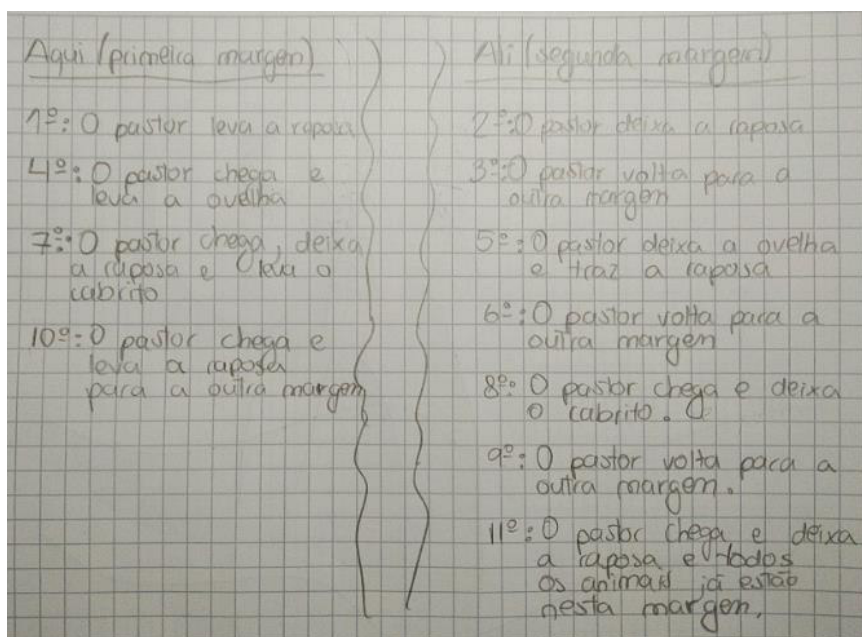 Aqui (primeira margem)
1º: O pastor leva a raposa
4º: O pastor chega e
leva a ovelha
7º: O pastor chega, deixa
a raposa e leva o
cabrito
10º: O pastor chega e
leva a raposa
para a outra margem
Ali (segunda margem)
2º: O pastor deixa a raposa
3º: O pastor volta para a
outra margem
5º: O pastor deixa a ovelha
e traz a raposa
6º: O pastor volta para a
outra margem
8º: O pastor chega e deixa
o cabrito.
9º: O pastor volta para a
outra margem.
11º: O pastor chega e deixa
a raposa e todos
os animais já estão
nesta margem.